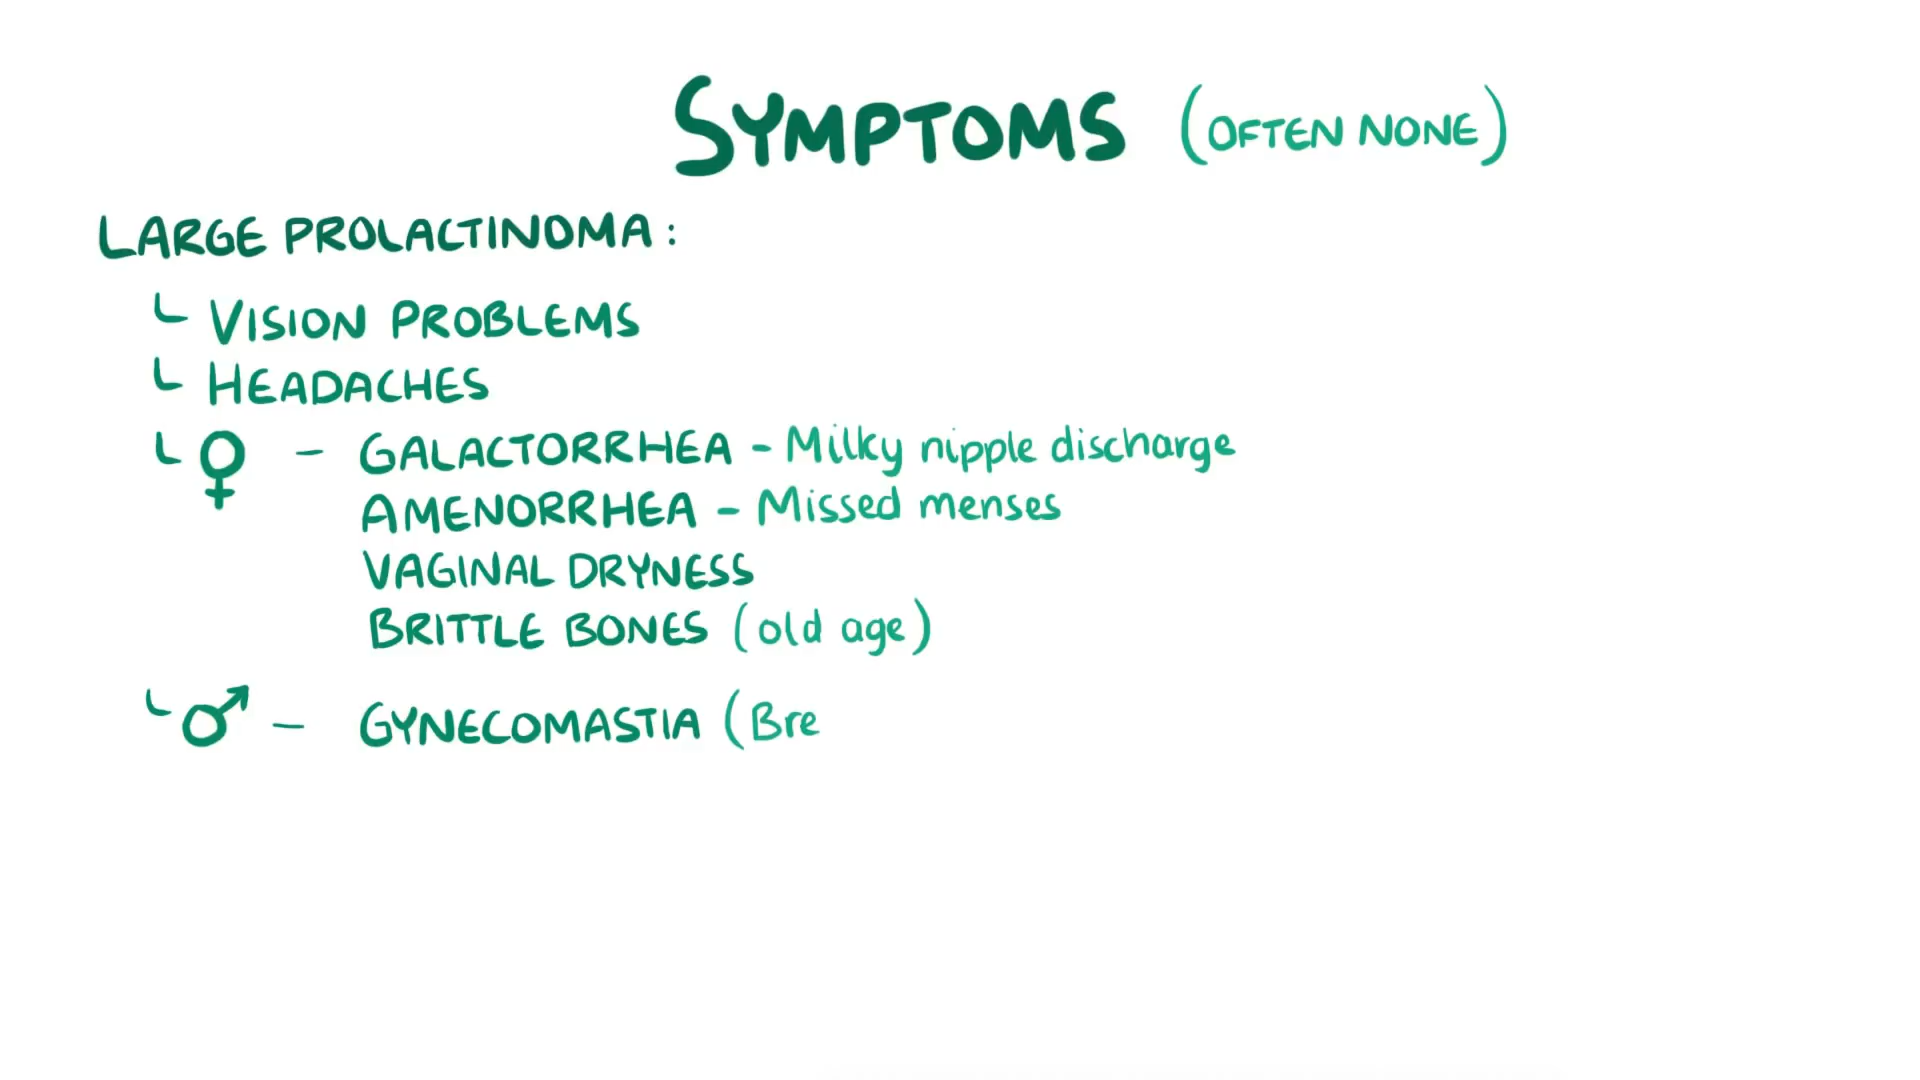 SYMPTOMS (OFTEN NONE)
LARGE PROLACTINOMA:
VISION PROBLEMS
HEADACHES
♀ - GALACTORRHEA - Milky nipple discharge
AMENORRHEA - Missed menses
VAGINAL DRYNESS
BRITTLE BONES (old age)
♂ - GYNECOMASTIA (Bre